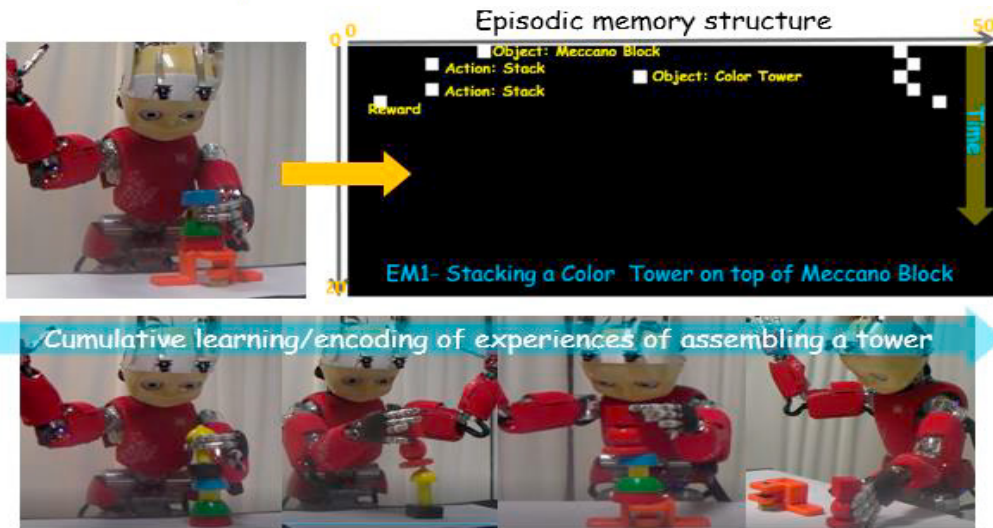 Episodic memory structure
0
0
50
Object: Meccano Block
Action: Stack
Object: Color Tower
Action: Stack
Reward
Time
EM1- Stacking a Color Tower on top of Meccano Block
20
Cumulative learning/encoding of experiences of assembling a tower